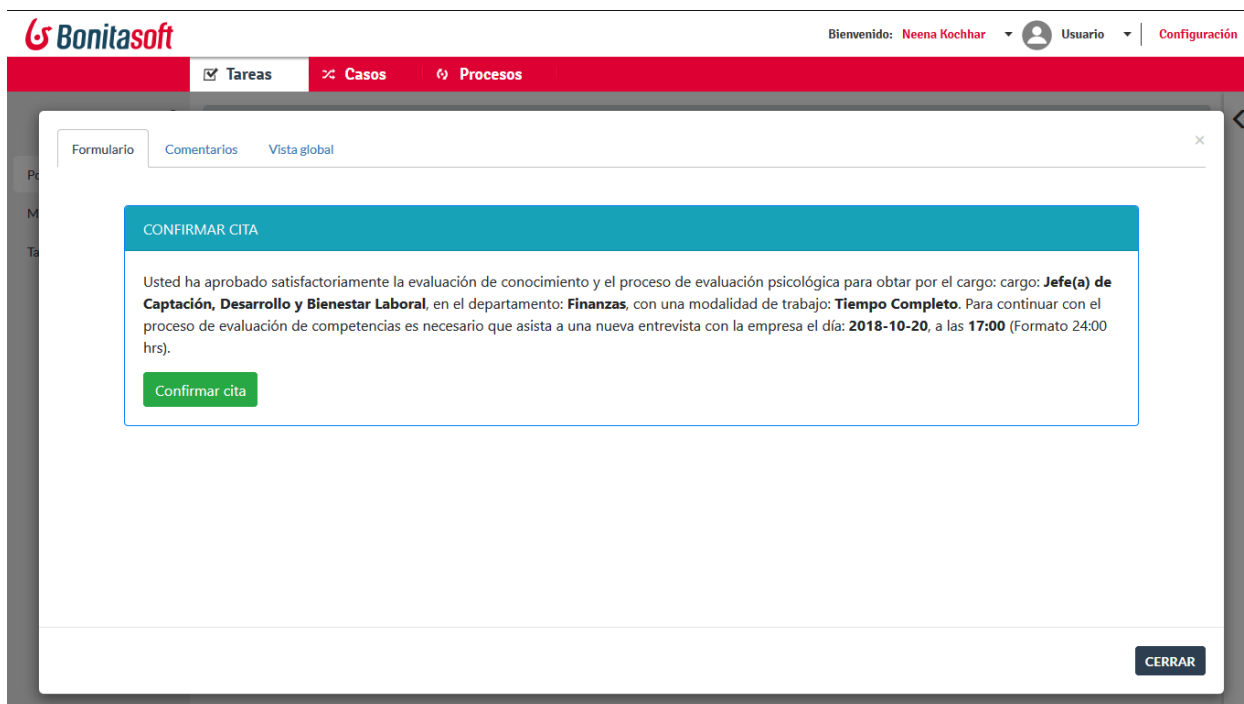 Bonitasoft
Bienvenido: Neena Kochhar Usuario Configuración
Tareas Casos Procesos
Formulario Comentarios Vista global ×
Po
M
Ta
CONFIRMAR CITA
Usted ha aprobado satisfactoriamente la evaluación de conocimiento y el proceso de evaluación psicológica para obtar por el cargo: cargo: Jefe(a) de
Captación, Desarrollo y Bienestar Laboral, en el departamento: Finanzas, con una modalidad de trabajo: Tiempo Completo. Para continuar con el
proceso de evaluación de competencias es necesario que asista a una nueva entrevista con la empresa el día: 2018-10-20, a las 17:00 (Formato 24:00
hrs).
Confirmar cita
CERRAR